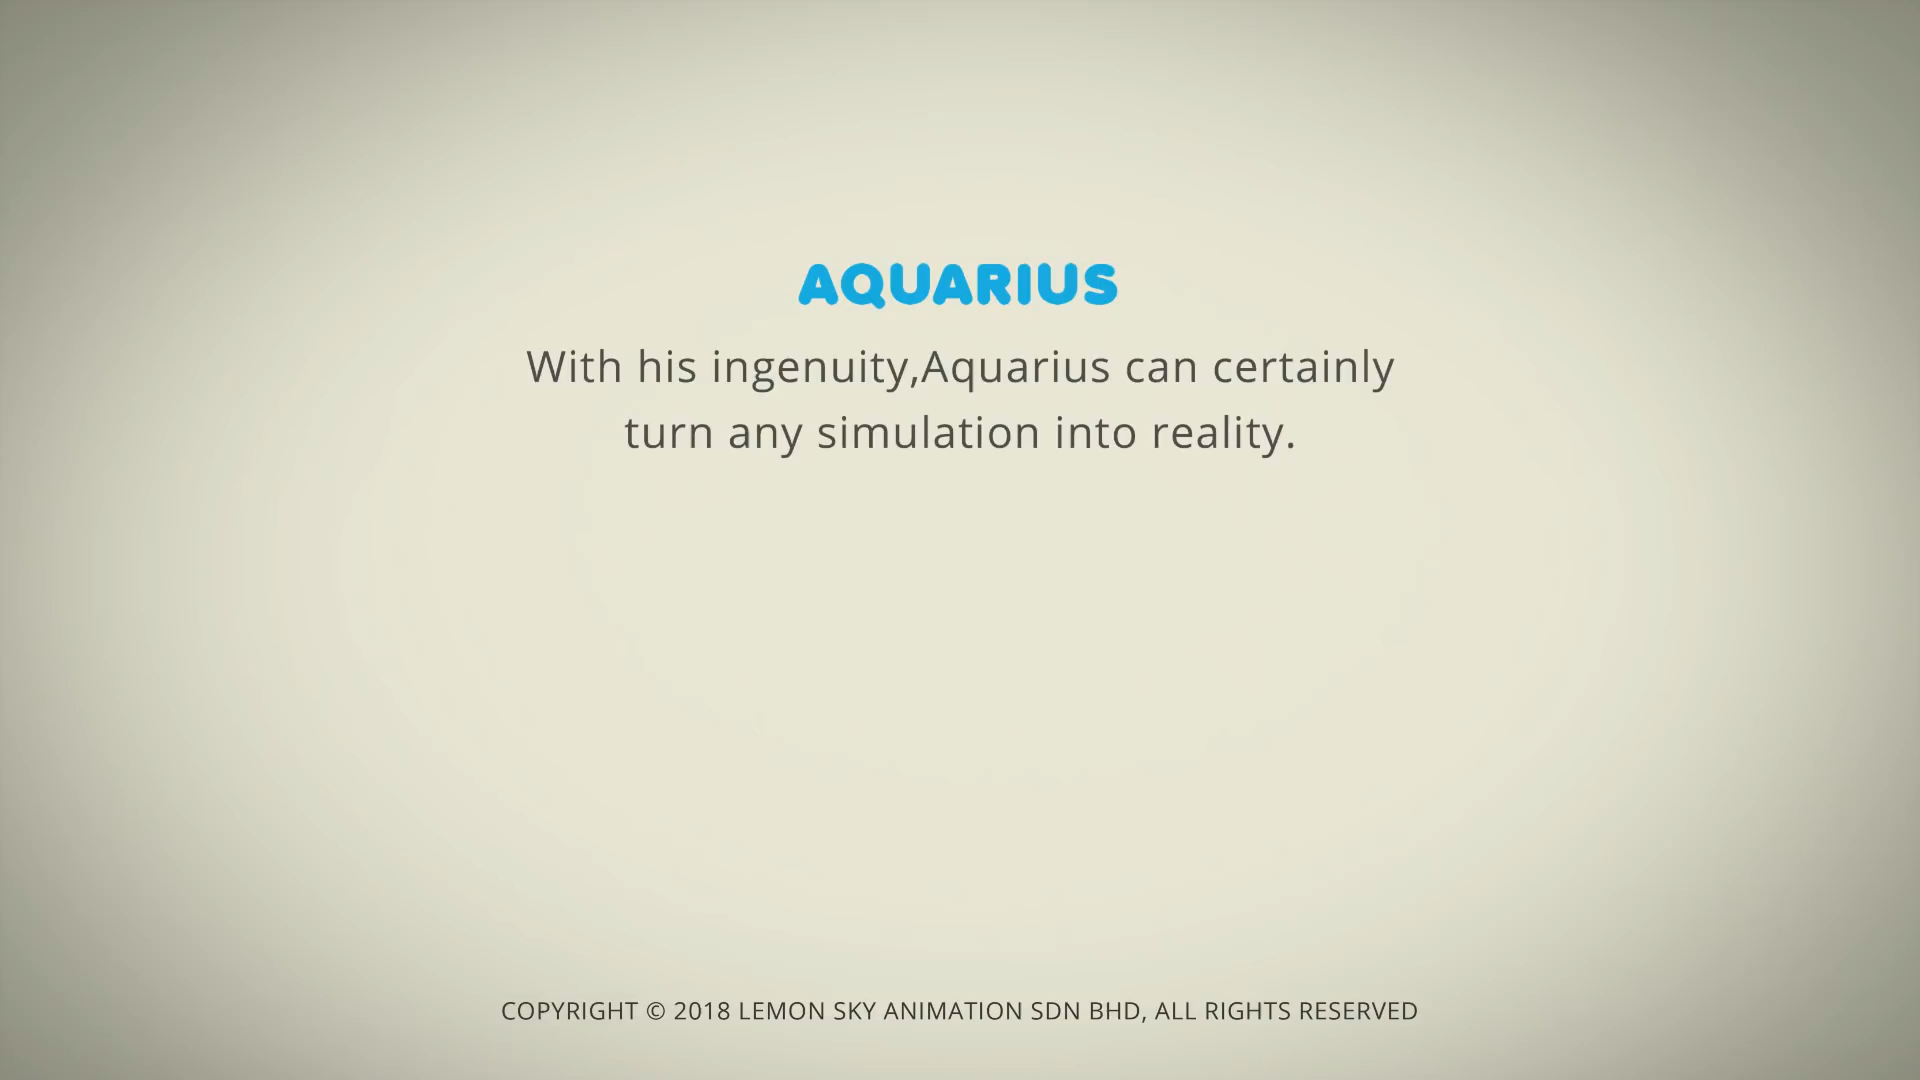 AQUARIUS
With his ingenuity,Aquarius can certainly
turn any simulation into reality.
COPYRIGHT © 2018 LEMON SKY ANIMATION SDN BHD, ALL RIGHTS RESERVED